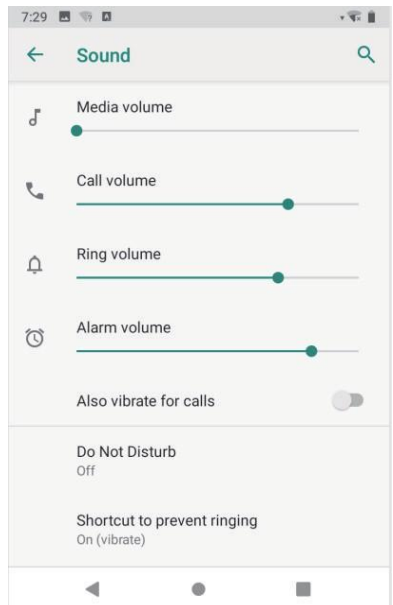 7:29
Sound
Media volume
Call volume
Ring volume
Alarm volume
Also vibrate for calls
Do Not Disturb
Off
Shortcut to prevent ringing
On (vibrate)